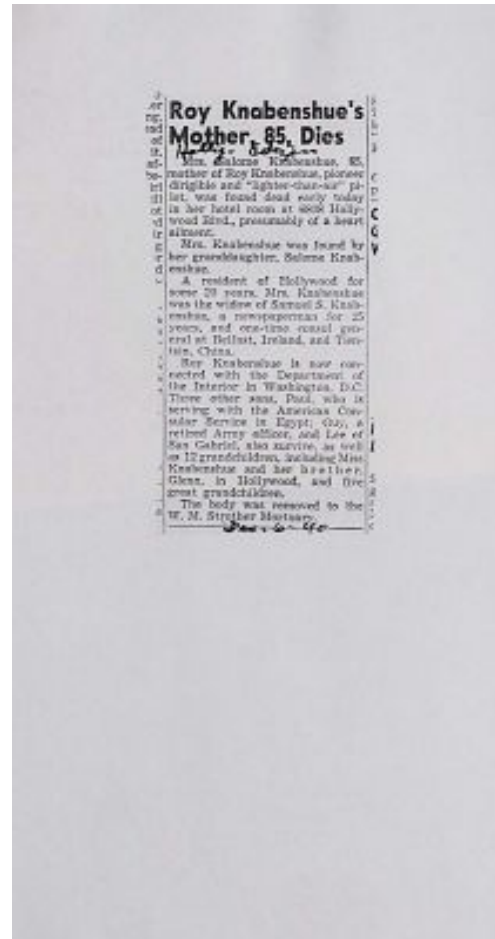 Roy Knabenshue's
Mother, 85, Dies
Mrs. Salome Knabenshue, 85,
mother of Roy Knabenshue, pioneer
dirigible and "lighter-than-air" pi-
lot, was found dead early today
in her hotel room at Holly-
wood Blvd., presumably of a heart
ailment.
Mrs. Knabenshue was found by
her granddaughter, Salome Knab-
enshue.
A resident of Hollywood for
some 20 years, Mrs. Knabenshue
was the widow of Samuel S. Knab-
enshue, a newspaperman for 25
years, and one-time consul gen-
eral at Belfast, Ireland, and Tien-
tsin, China.
Roy Knabenshue is now con-
nected with the Department of
the Interior in Washington, D.C.
Three other sons, Paul, who is
serving with the American Con-
sular Service in Egypt; Guy, a
retired Army officer, and Lee of
San Gabriel, also survive, as well
as 12 grandchildren, including Miss
Knabenshue and her brother,
Glenn, in Hollywood, and five
great grandchildren.
The body was removed to the
W. M. Strother Mortuary.